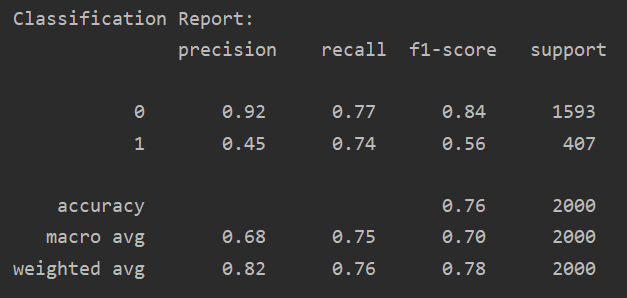 Classification Report:
precision recall f1-score support
0 0.92 0.77 0.84 1593
1 0.45 0.74 0.56 407
accuracy 0.76 2000
macro avg 0.68 0.75 0.70 2000
weighted avg 0.82 0.76 0.78 2000